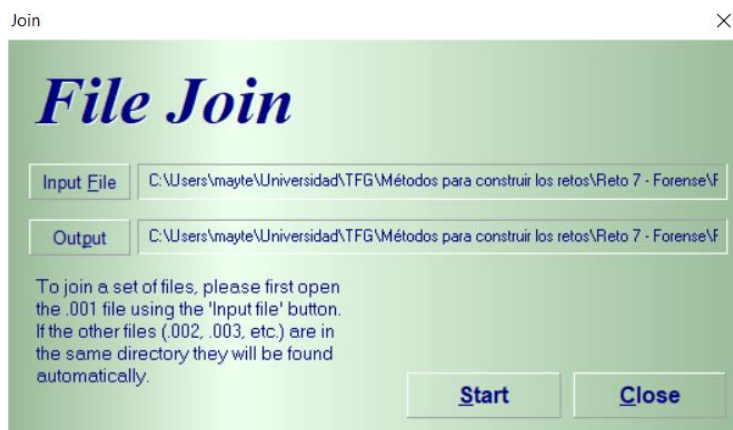 Join
File Join
Input File
C:\Users\mayte\Universidad\TFG\Métodos para construir los retos\Reto 7 - Forense\F
Output
C:\Users\mayte\Universidad\TFG\Métodos para construir los retos\Reto 7 - Forense\F
To join a set of files, please first open
the .001 file using the 'Input file' button.
If the other files (.002, .003, etc.) are in
the same directory they will be found
automatically.
Start
Close